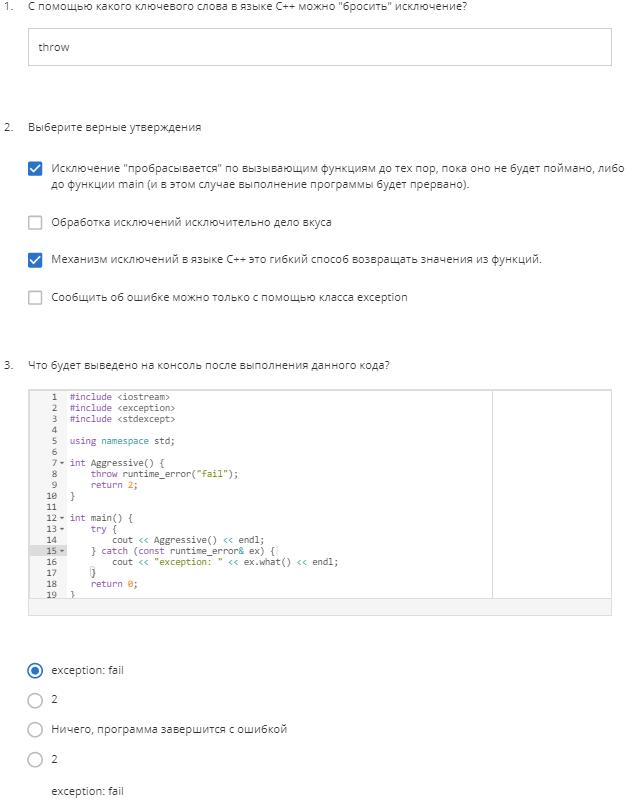 1. С помощью какого ключевого слова в языке C++ можно "бросить" исключение?
throw
2. Выберите верные утверждения
Исключение "пробрасывается" по вызывающим функциям до тех пор, пока оно не будет поймано, либо
до функции main (и в этом случае выполнение программы будет прервано).
Обработка исключений исключительно дело вкуса
Механизм исключений в языке C++ это гибкий способ возвращать значения из функций.
Сообщить об ошибке можно только с помощью класса exception
3. Что будет выведено на консоль после выполнения данного кода?
1 #include <iostream>
2 #include <exception>
3 #include <stdexcept>
4
5 using namespace std;
6
7 int Aggressive() {
8 throw runtime_error("fail");
9 return 2;
10 }
11
12 int main() {
13 try {
14 cout << Aggressive() << endl;
15 } catch (const runtime_error& ex) {
16 cout << "exception: " << ex.what() << endl;
17 }
18 return 0;
19 }
exception: fail
2
Ничего, программа завершится с ошибкой
2
exception: fail